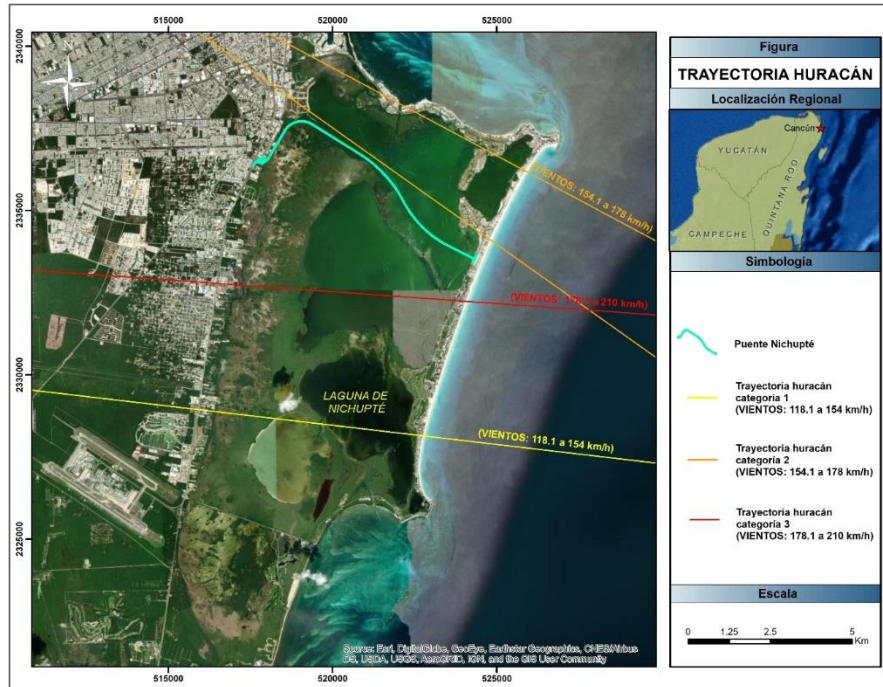 515000
520000
525000
2340000
2335000
2330000
2325000
N
(VIENTOS: 154.1 a 178 km/h)
(VIENTOS: 178.1 a 210 km/h)
LAGUNA DE
NICHUPTÉ
(VIENTOS: 118.1 a 154 km/h)
Source: Esri, DigitalGlobe, GeoEye, Earthstar Geographics, CNES/Airbus
DS, USDA, USGS, AeroGRID, IGN, and the GIS User Community
515000
520000
525000
Figura
TRAYECTORIA HURACÁN
Localización Regional
Cancún
YUCATÁN
QUINTANA ROO
CAMPECHE
Simbología
Puente Nichupté
Trayectoria huracán
categoria 1
(VIENTOS: 118.1 a 154 km/h)
Trayectoria huracán
categoría 2
(VIENTOS: 154.1 a 178 km/h)
Trayectoria huracán
categoría 3
(VIENTOS: 178.1 a 210 km/h)
Escala
0 1.25 2.5 5
Km